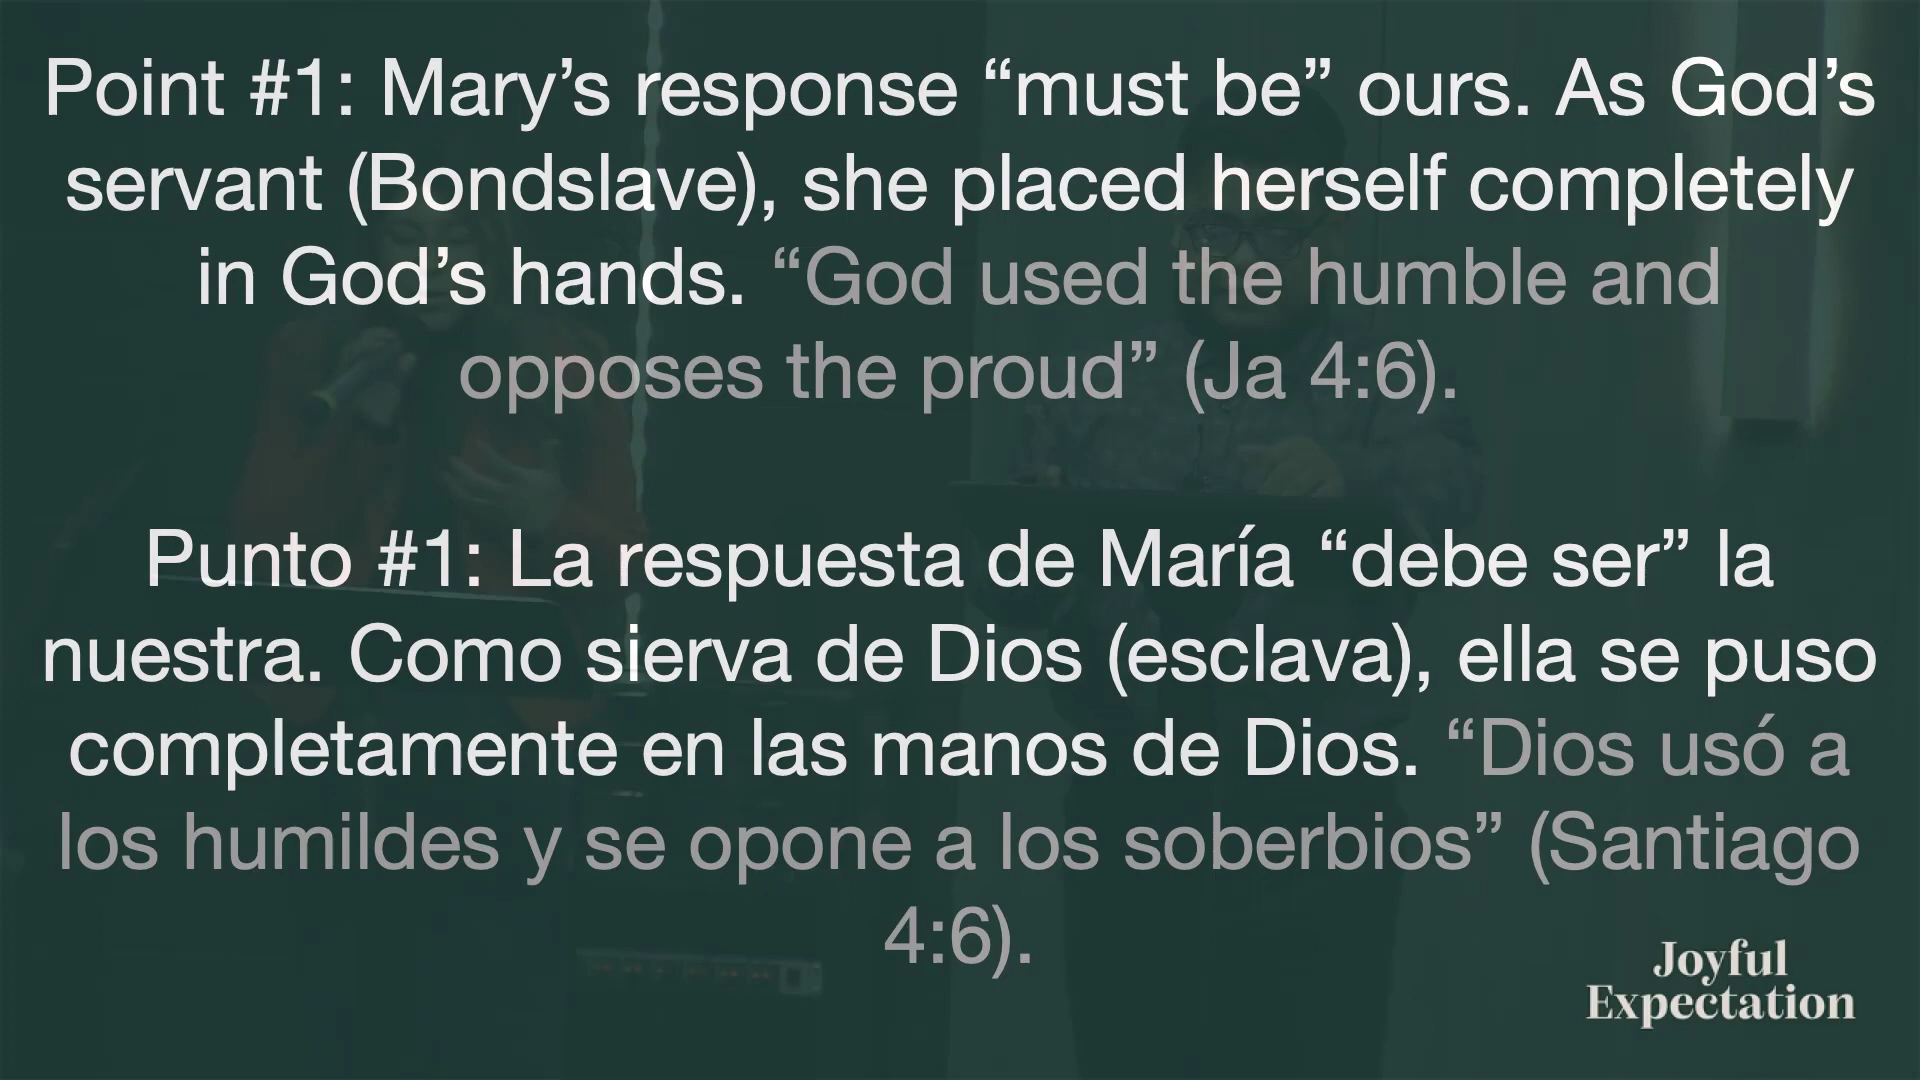 Point #1: Mary’s response “must be” ours. As God’s
servant (Bondslave), she placed herself completely
in God’s hands. “God used the humble and
opposes the proud” (Ja 4:6).
Punto #1: La respuesta de María “debe ser” la
nuestra. Como sierva de Dios (esclava), ella se puso
completamente en las manos de Dios. “Dios usó a
los humildes y se opone a los soberbios” (Santiago
4:6).
Joyful
Expectation